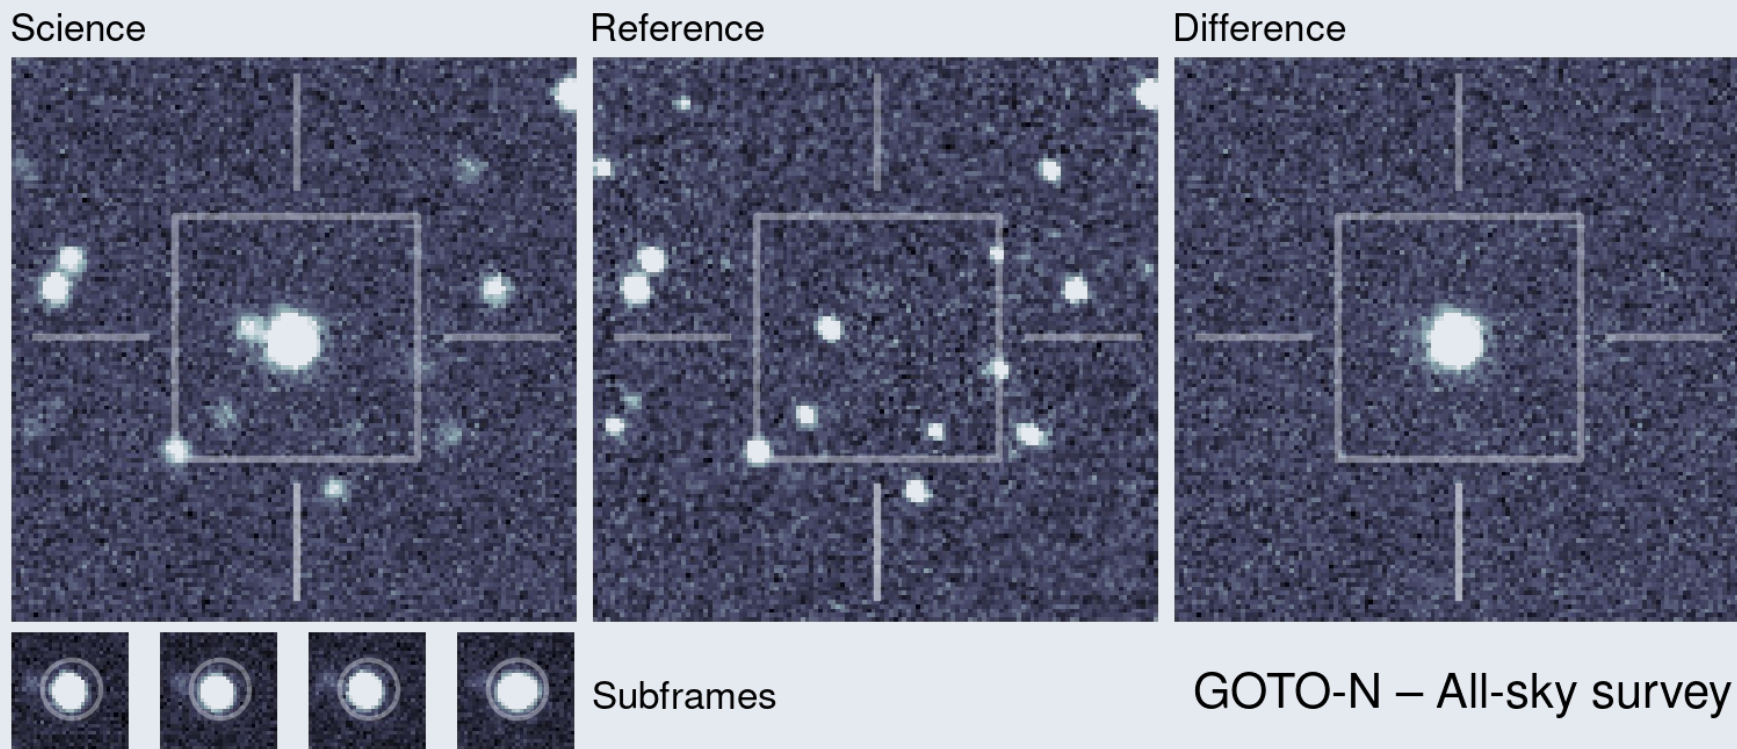 Science
Reference
Difference
Subframes
GOTO-N – All-sky survey